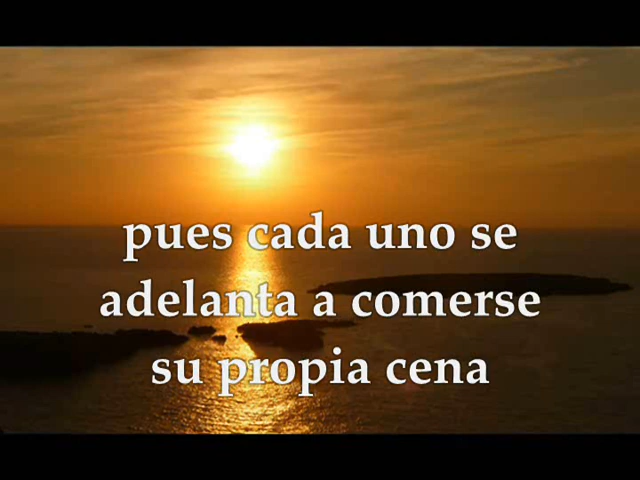 pues cada uno se
adelanta a comerse
su propia cena